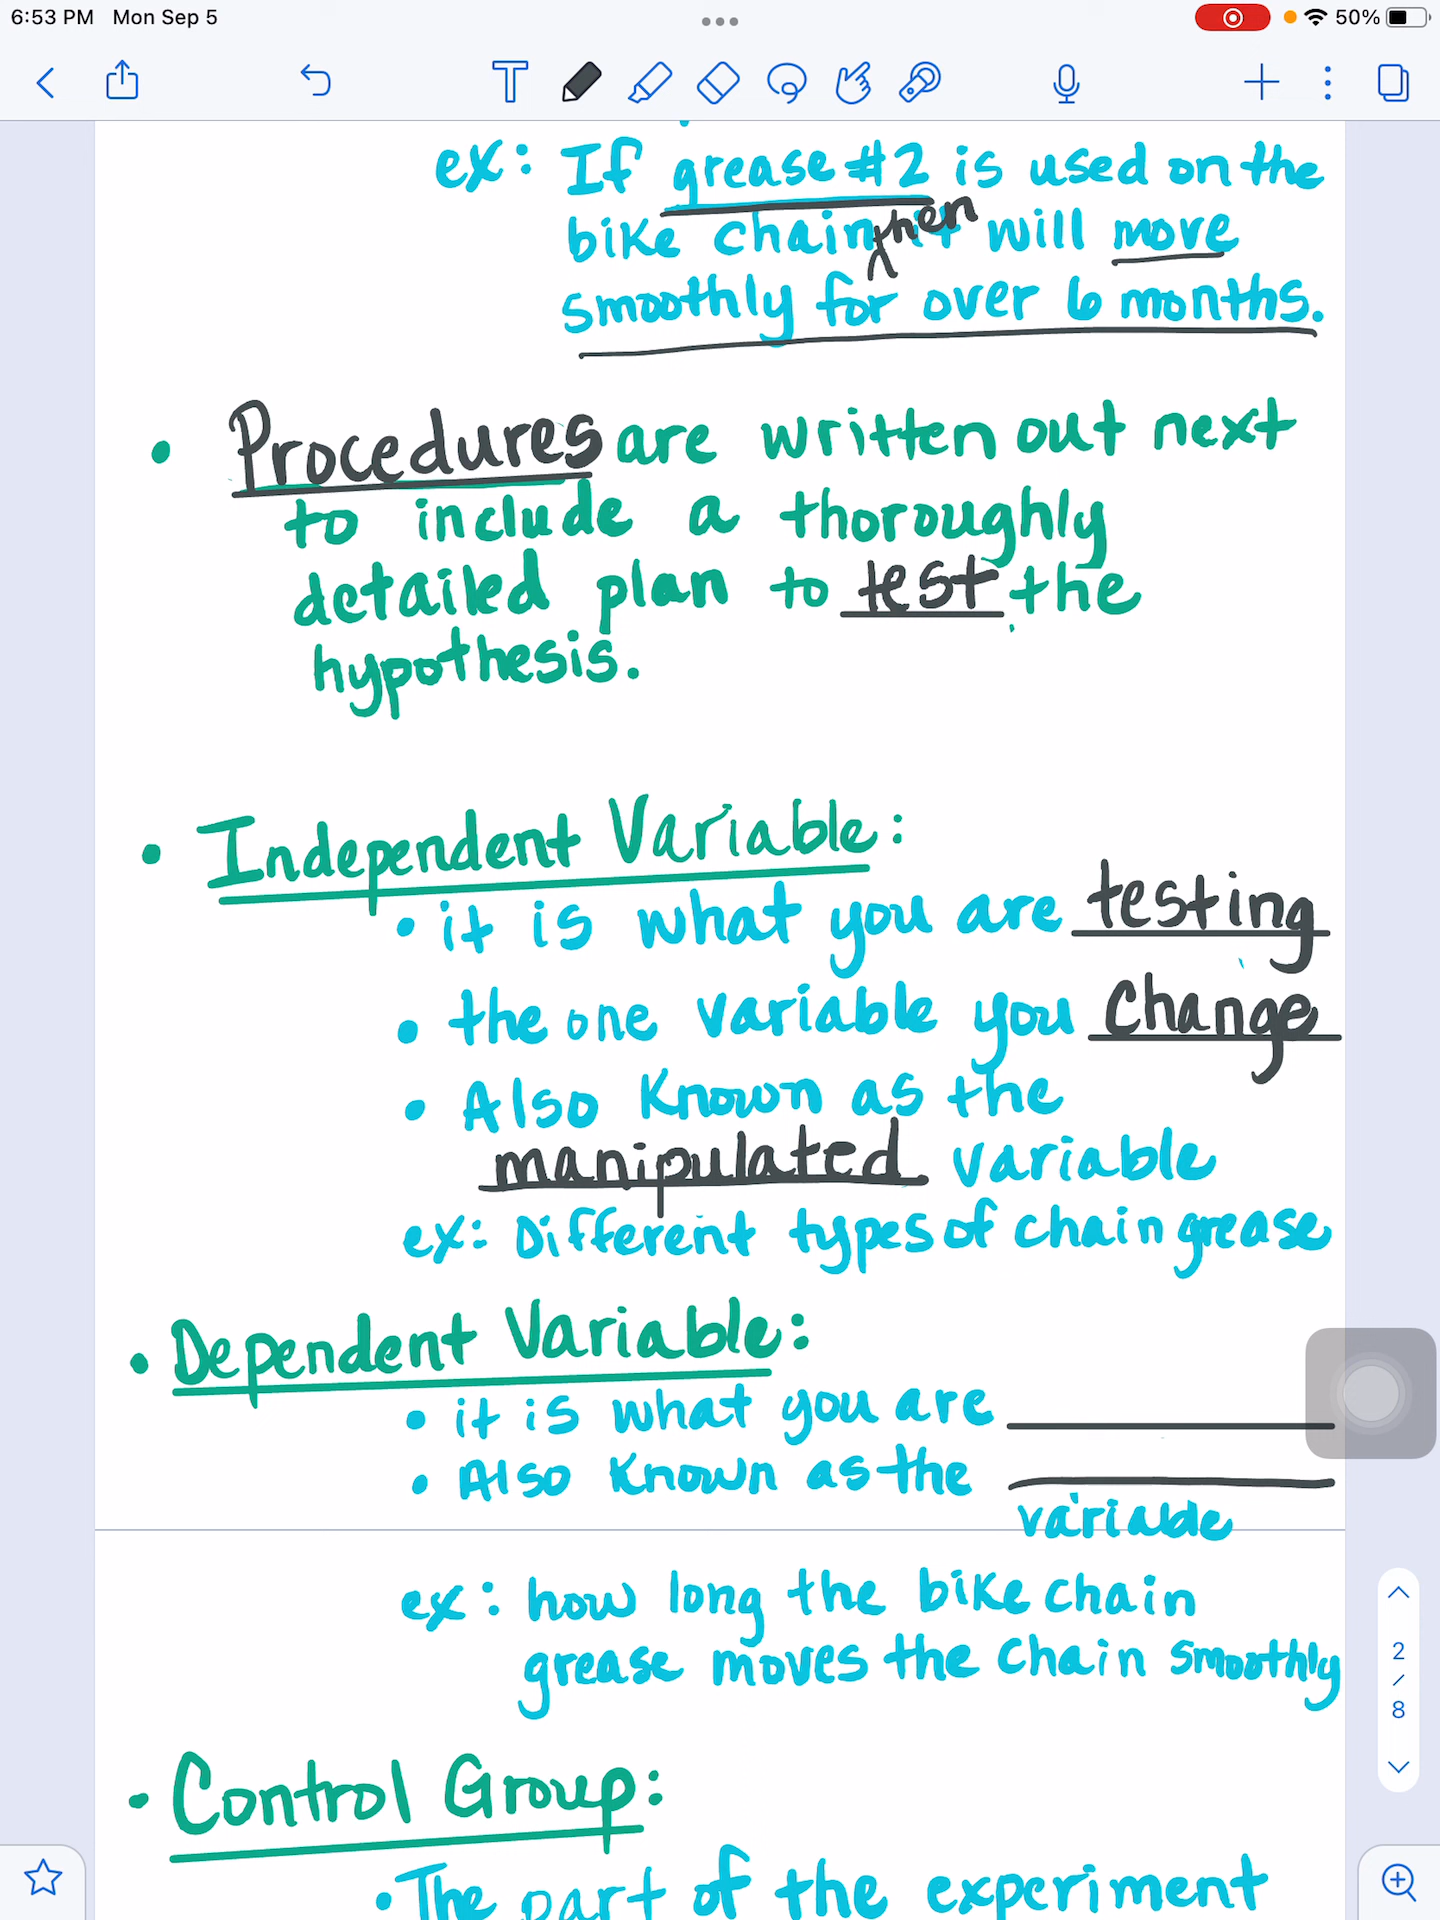 6:53 PM Mon Sep 5
50%
ex: If grease #2 is used on the
then
bike chain it will move
smoothly for over 6 months.
• Procedures are written out next
to include a thoroughly
detailed plan to test the
hypothesis.
• Independent Variable:
• it is what you are testing
• the one variable you change
• Also Known as the
manipulated variable
ex: Different types of chain grease
• Dependent Variable:
• it is what you are
• Also Known as the
variable
ex: how long the bike chain
grease moves the chain smoothly
2
/
8
• Control Group:
• The part of the experiment